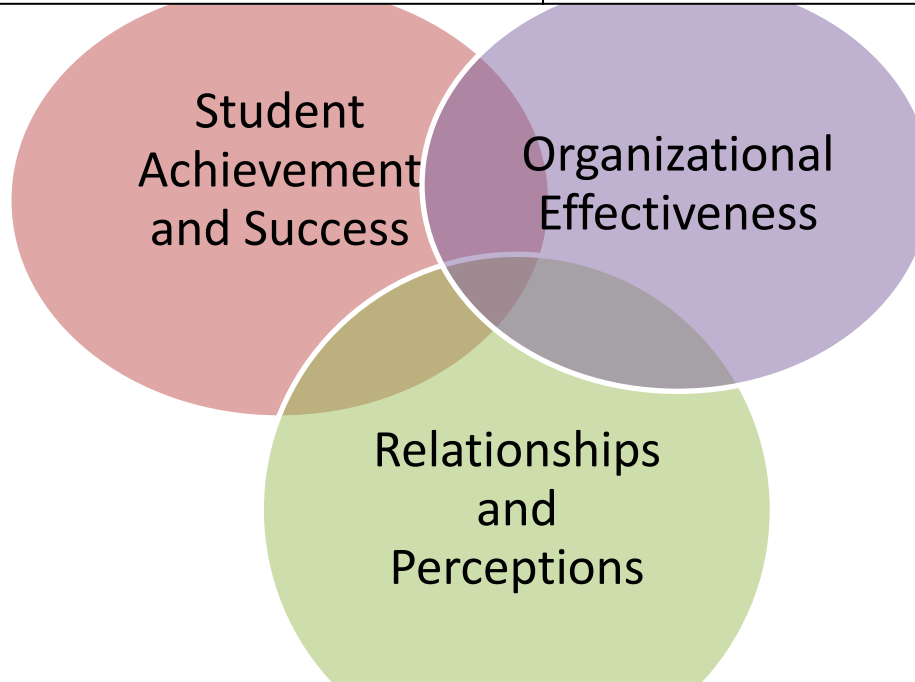 Student
Achievement
and Success
Organizational
Effectiveness
Relationships
and
Perceptions